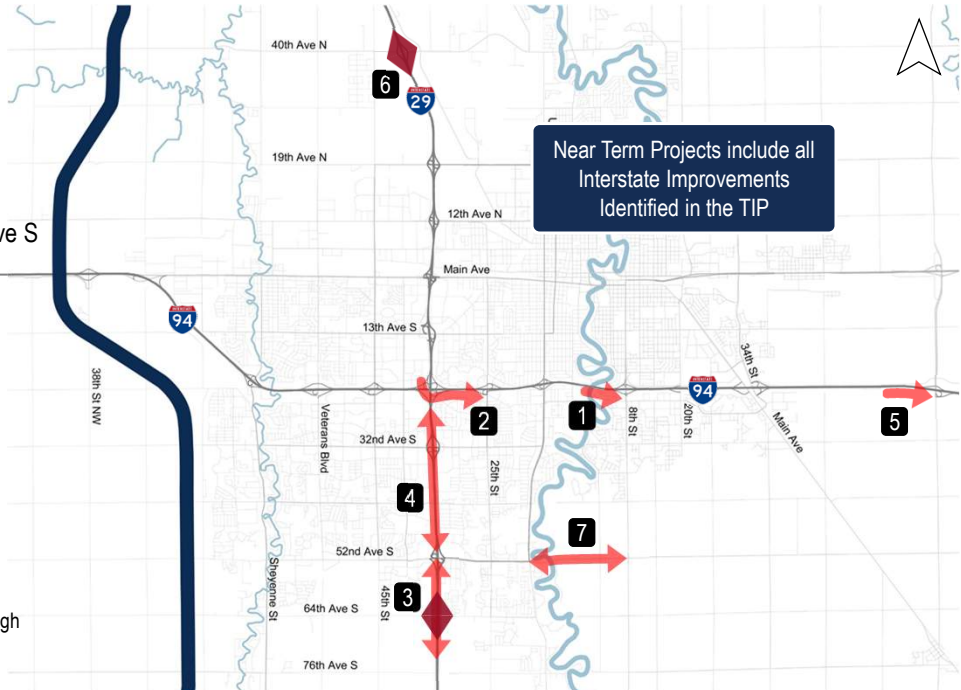 40th Ave N
6
INTERSTATE
29
Near Term Projects include all
Interstate Improvements
Identified in the TIP
19th Ave N
12th Ave N
ve S
Main Ave
INTERSTATE
94
13th Ave S
34th St
38th St NW
INTERSTATE
94
2
1
5
Veterans Blvd
8th St
20th St
Main Ave
32nd Ave S
25th St
4
7
52nd Ave S
Sheyenne St
45th St
3
64th Ave S
gh
76th Ave S